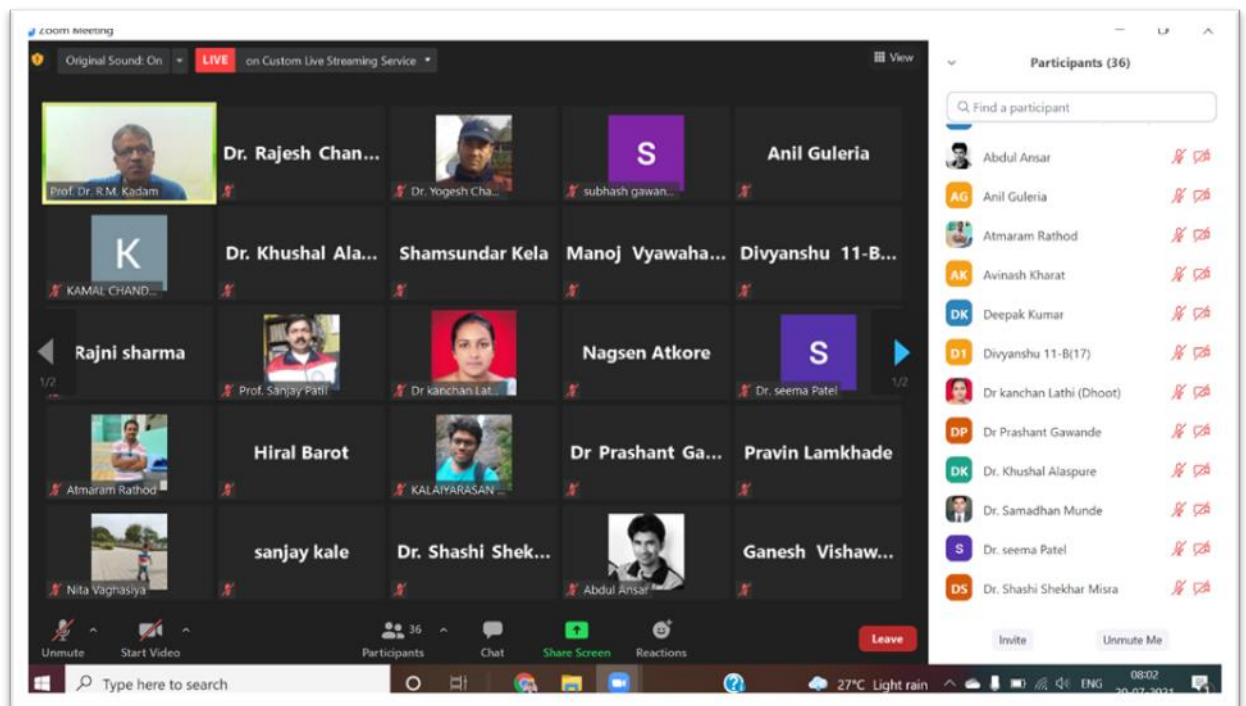 Zoom Meeting
Original Sound: On
LIVE on Custom Live Streaming Service
View
Prof. Dr. R.M. Kadam
Dr. Rajesh Chan...
Dr. Yogesh Cha...
S
subhash gawan...
Anil Guleria
K
KAMAL CHAND...
Dr. Khushal Ala...
Shamsundar Kela
Manoj Vyawaha...
Divyanshu 11-B...
1/2
Rajni sharma
Prof. Sanjay Patil
Dr kanchan Lat...
Nagsen Atkore
S
Dr. seema Patel
1/2
Atmaram Rathod
Hiral Barot
KALAIYARASAN ...
Dr Prashant Ga...
Pravin Lamkhade
Nita Vaghasiya
sanjay kale
Dr. Shashi Shek...
Abdul Ansar
Ganesh Vishaw...
Unmute
Start Video
36
Participants
Chat
Share Screen
Reactions
Leave
Participants (36)
Find a participant
Abdul Ansar
AG Anil Guleria
Atmaram Rathod
AK Avinash Kharat
DK Deepak Kumar
D1 Divyanshu 11-B(17)
Dr kanchan Lathi (Dhoot)
DP Dr Prashant Gawande
DK Dr. Khushal Alaspure
Dr. Samadhan Munde
S Dr. seema Patel
DS Dr. Shashi Shekhar Misra
Invite
Unmute Me
Type here to search
27°C Light rain
ENG
08:02
20-07-2021